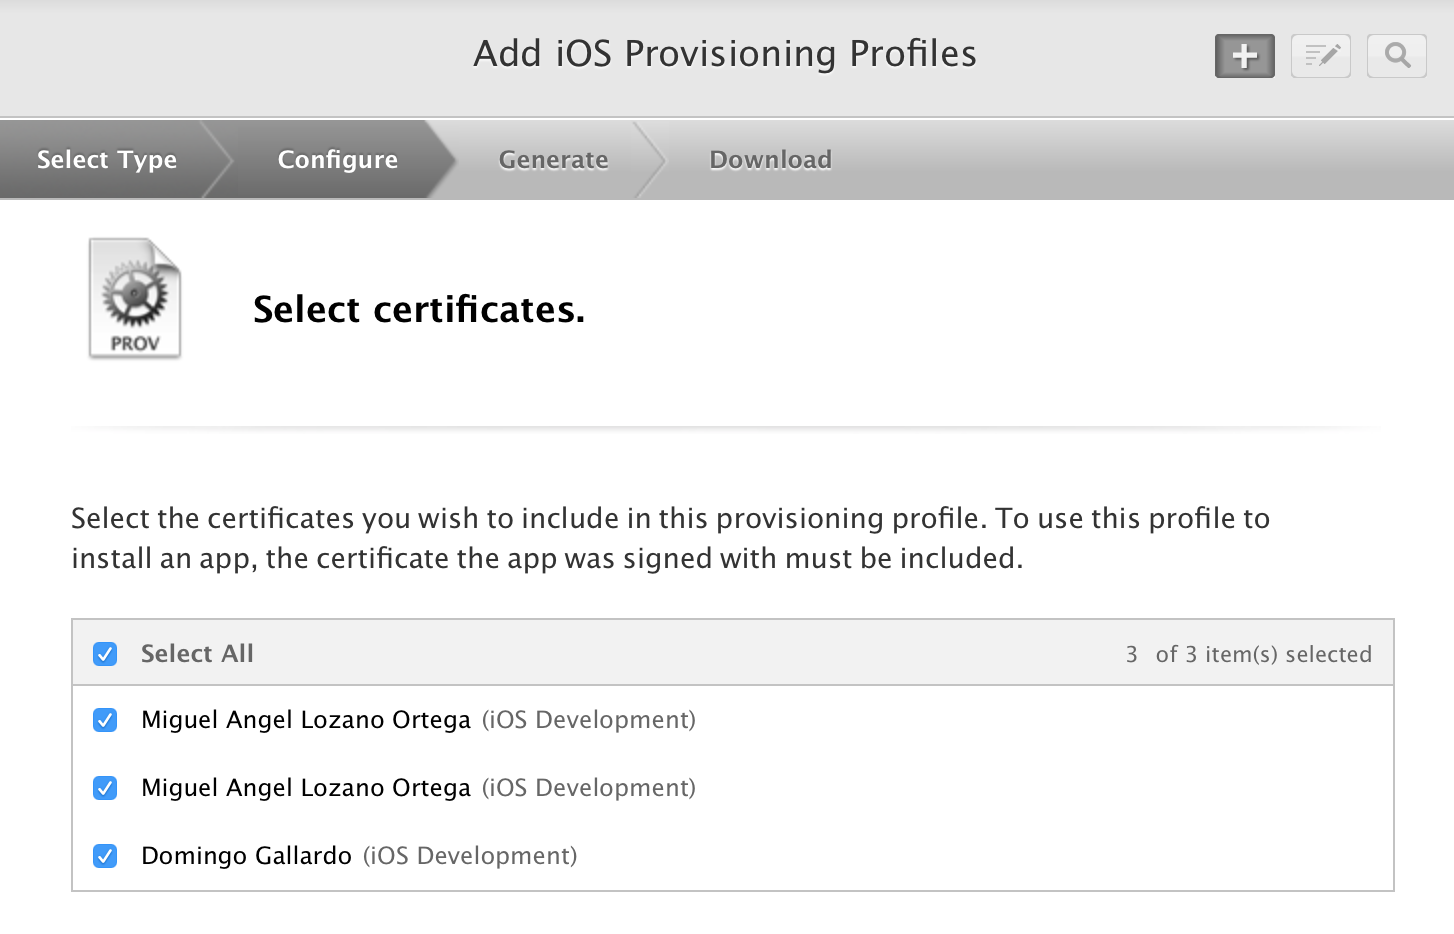 Add iOS Provisioning Profiles
Select Type Configure Generate Download
PROV
Select certificates.
Select the certificates you wish to include in this provisioning profile. To use this profile to
install an app, the certificate the app was signed with must be included.
Select All 3 of 3 item(s) selected
Miguel Angel Lozano Ortega (iOS Development)
Miguel Angel Lozano Ortega (iOS Development)
Domingo Gallardo (iOS Development)